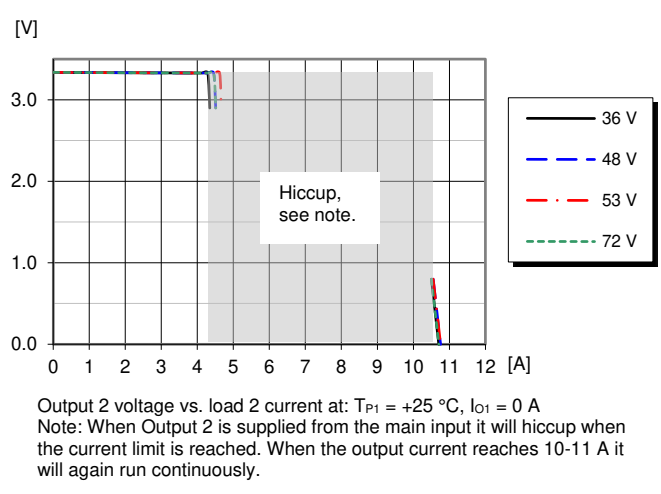 [V]
3.0
2.0
1.0
0.0
0 1 2 3 4 5 6 7 8 9 10 11 12 [A]
Hiccup,
see note.
36 V
48 V
53 V
72 V
Output 2 voltage vs. load 2 current at: TP1 = +25 °C, IO1 = 0 A
Note: When Output 2 is supplied from the main input it will hiccup when
the current limit is reached. When the output current reaches 10-11 A it
will again run continuously.